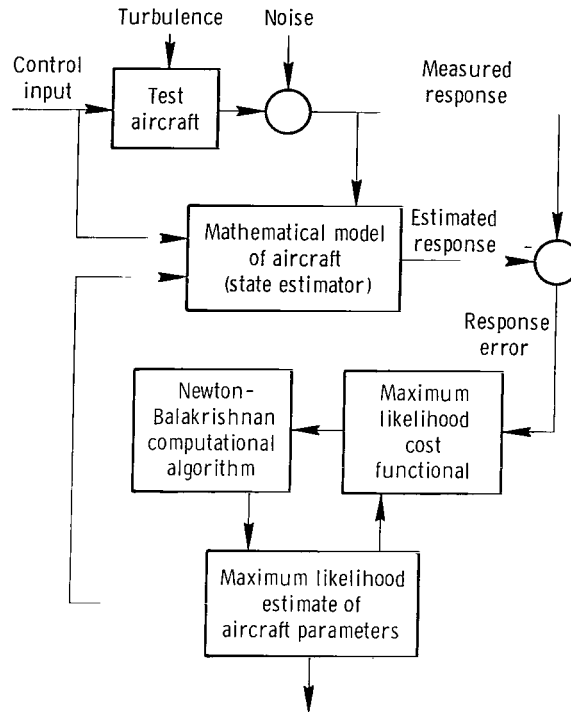 Turbulence
Noise
Control
input
Measured
response
Test
aircraft
Mathematical model
of aircraft
(state estimator)
Estimated
response
-
Response
error
Newton-
Balakrishnan
computational
algorithm
Maximum
likelihood
cost
functional
Maximum likelihood
estimate of
aircraft parameters